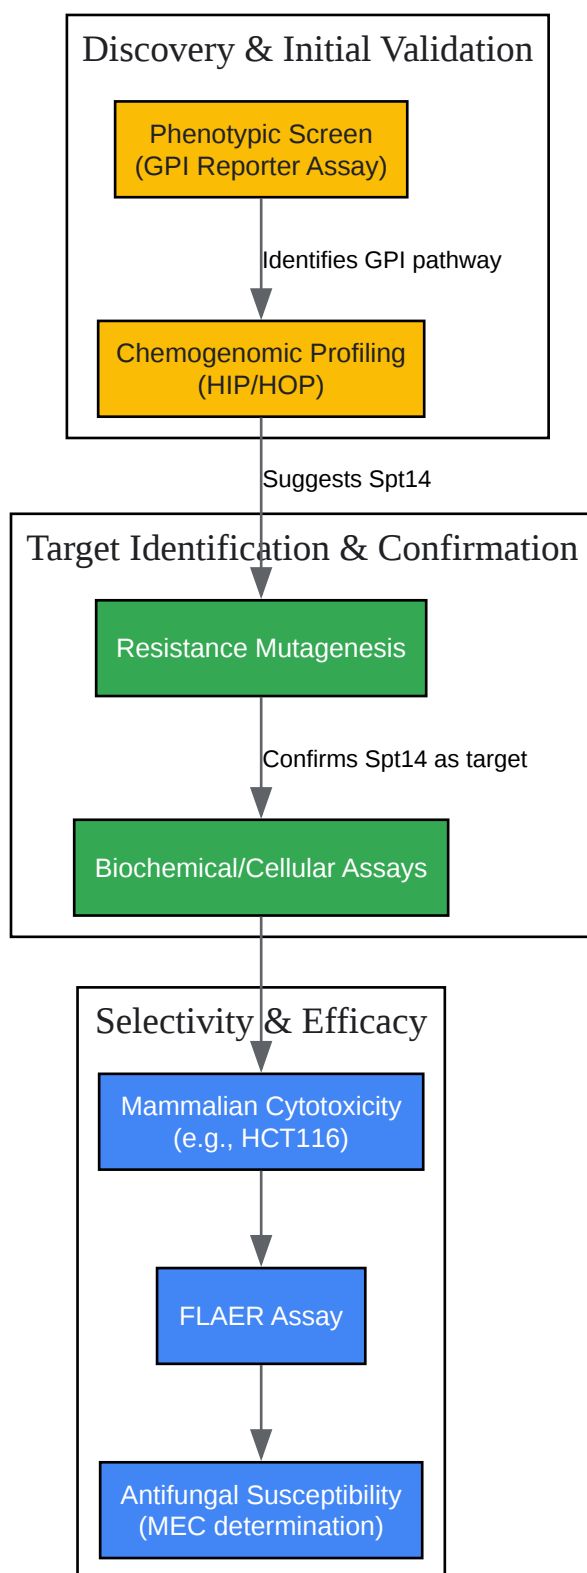 Discovery & Initial Validation
Phenotypic Screen
(GPI Reporter Assay)
Identifies GPI pathway
Chemogenomic Profiling
(HIP/HOP)
Suggests Spt14
Target Identification & Confirmation
Resistance Mutagenesis
Confirms Spt14 as target
Biochemical/Cellular Assays
Selectivity & Efficacy
Mammalian Cytotoxicity
(e.g., HCT116)
FLAER Assay
Antifungal Susceptibility
(MEC determination)